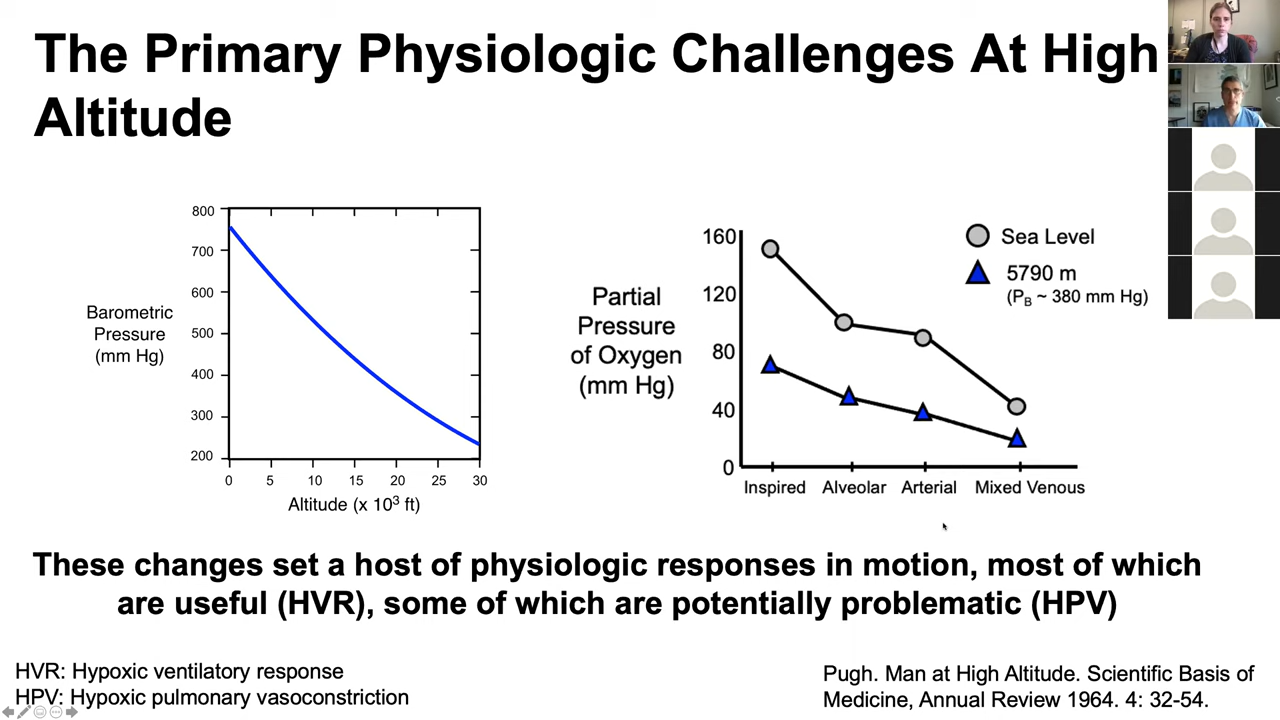 The Primary Physiologic Challenges At High
Altitude
800
700
600
500
400
300
200
Barometric
Pressure
(mm Hg)
0 5 10 15 20 25 30
Altitude (x 10³ ft)
Partial
Pressure
of Oxygen
(mm Hg)
160
120
80
40
0
Inspired Alveolar Arterial Mixed Venous
Sea Level
5790 m
(PB ~ 380 mm Hg)
These changes set a host of physiologic responses in motion, most of which
are useful (HVR), some of which are potentially problematic (HPV)
HVR: Hypoxic ventilatory response
HPV: Hypoxic pulmonary vasoconstriction
Pugh. Man at High Altitude. Scientific Basis of
Medicine, Annual Review 1964. 4: 32-54.